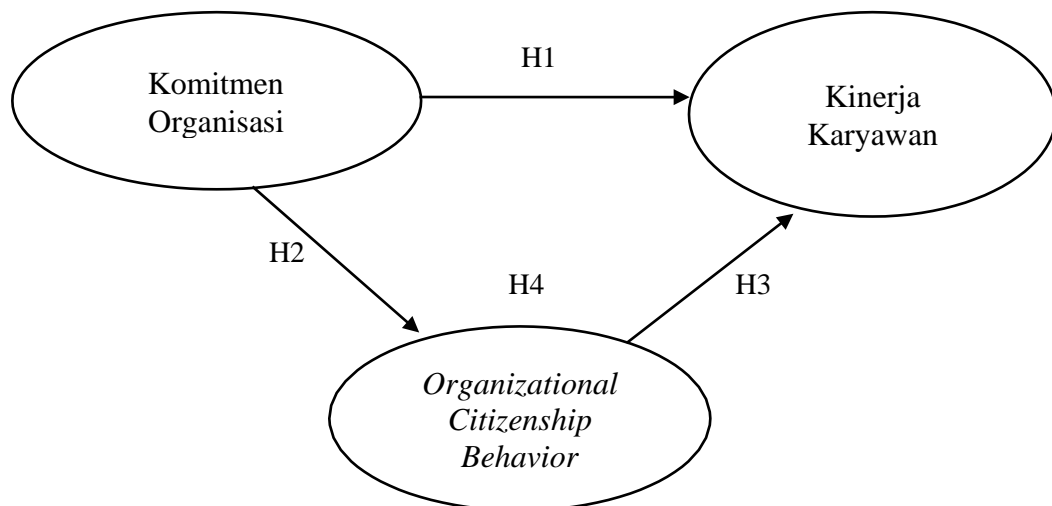 H1
Komitmen
Organisasi
Kinerja
Karyawan
H2
H4
H3
Organizational
Citizenship
Behavior